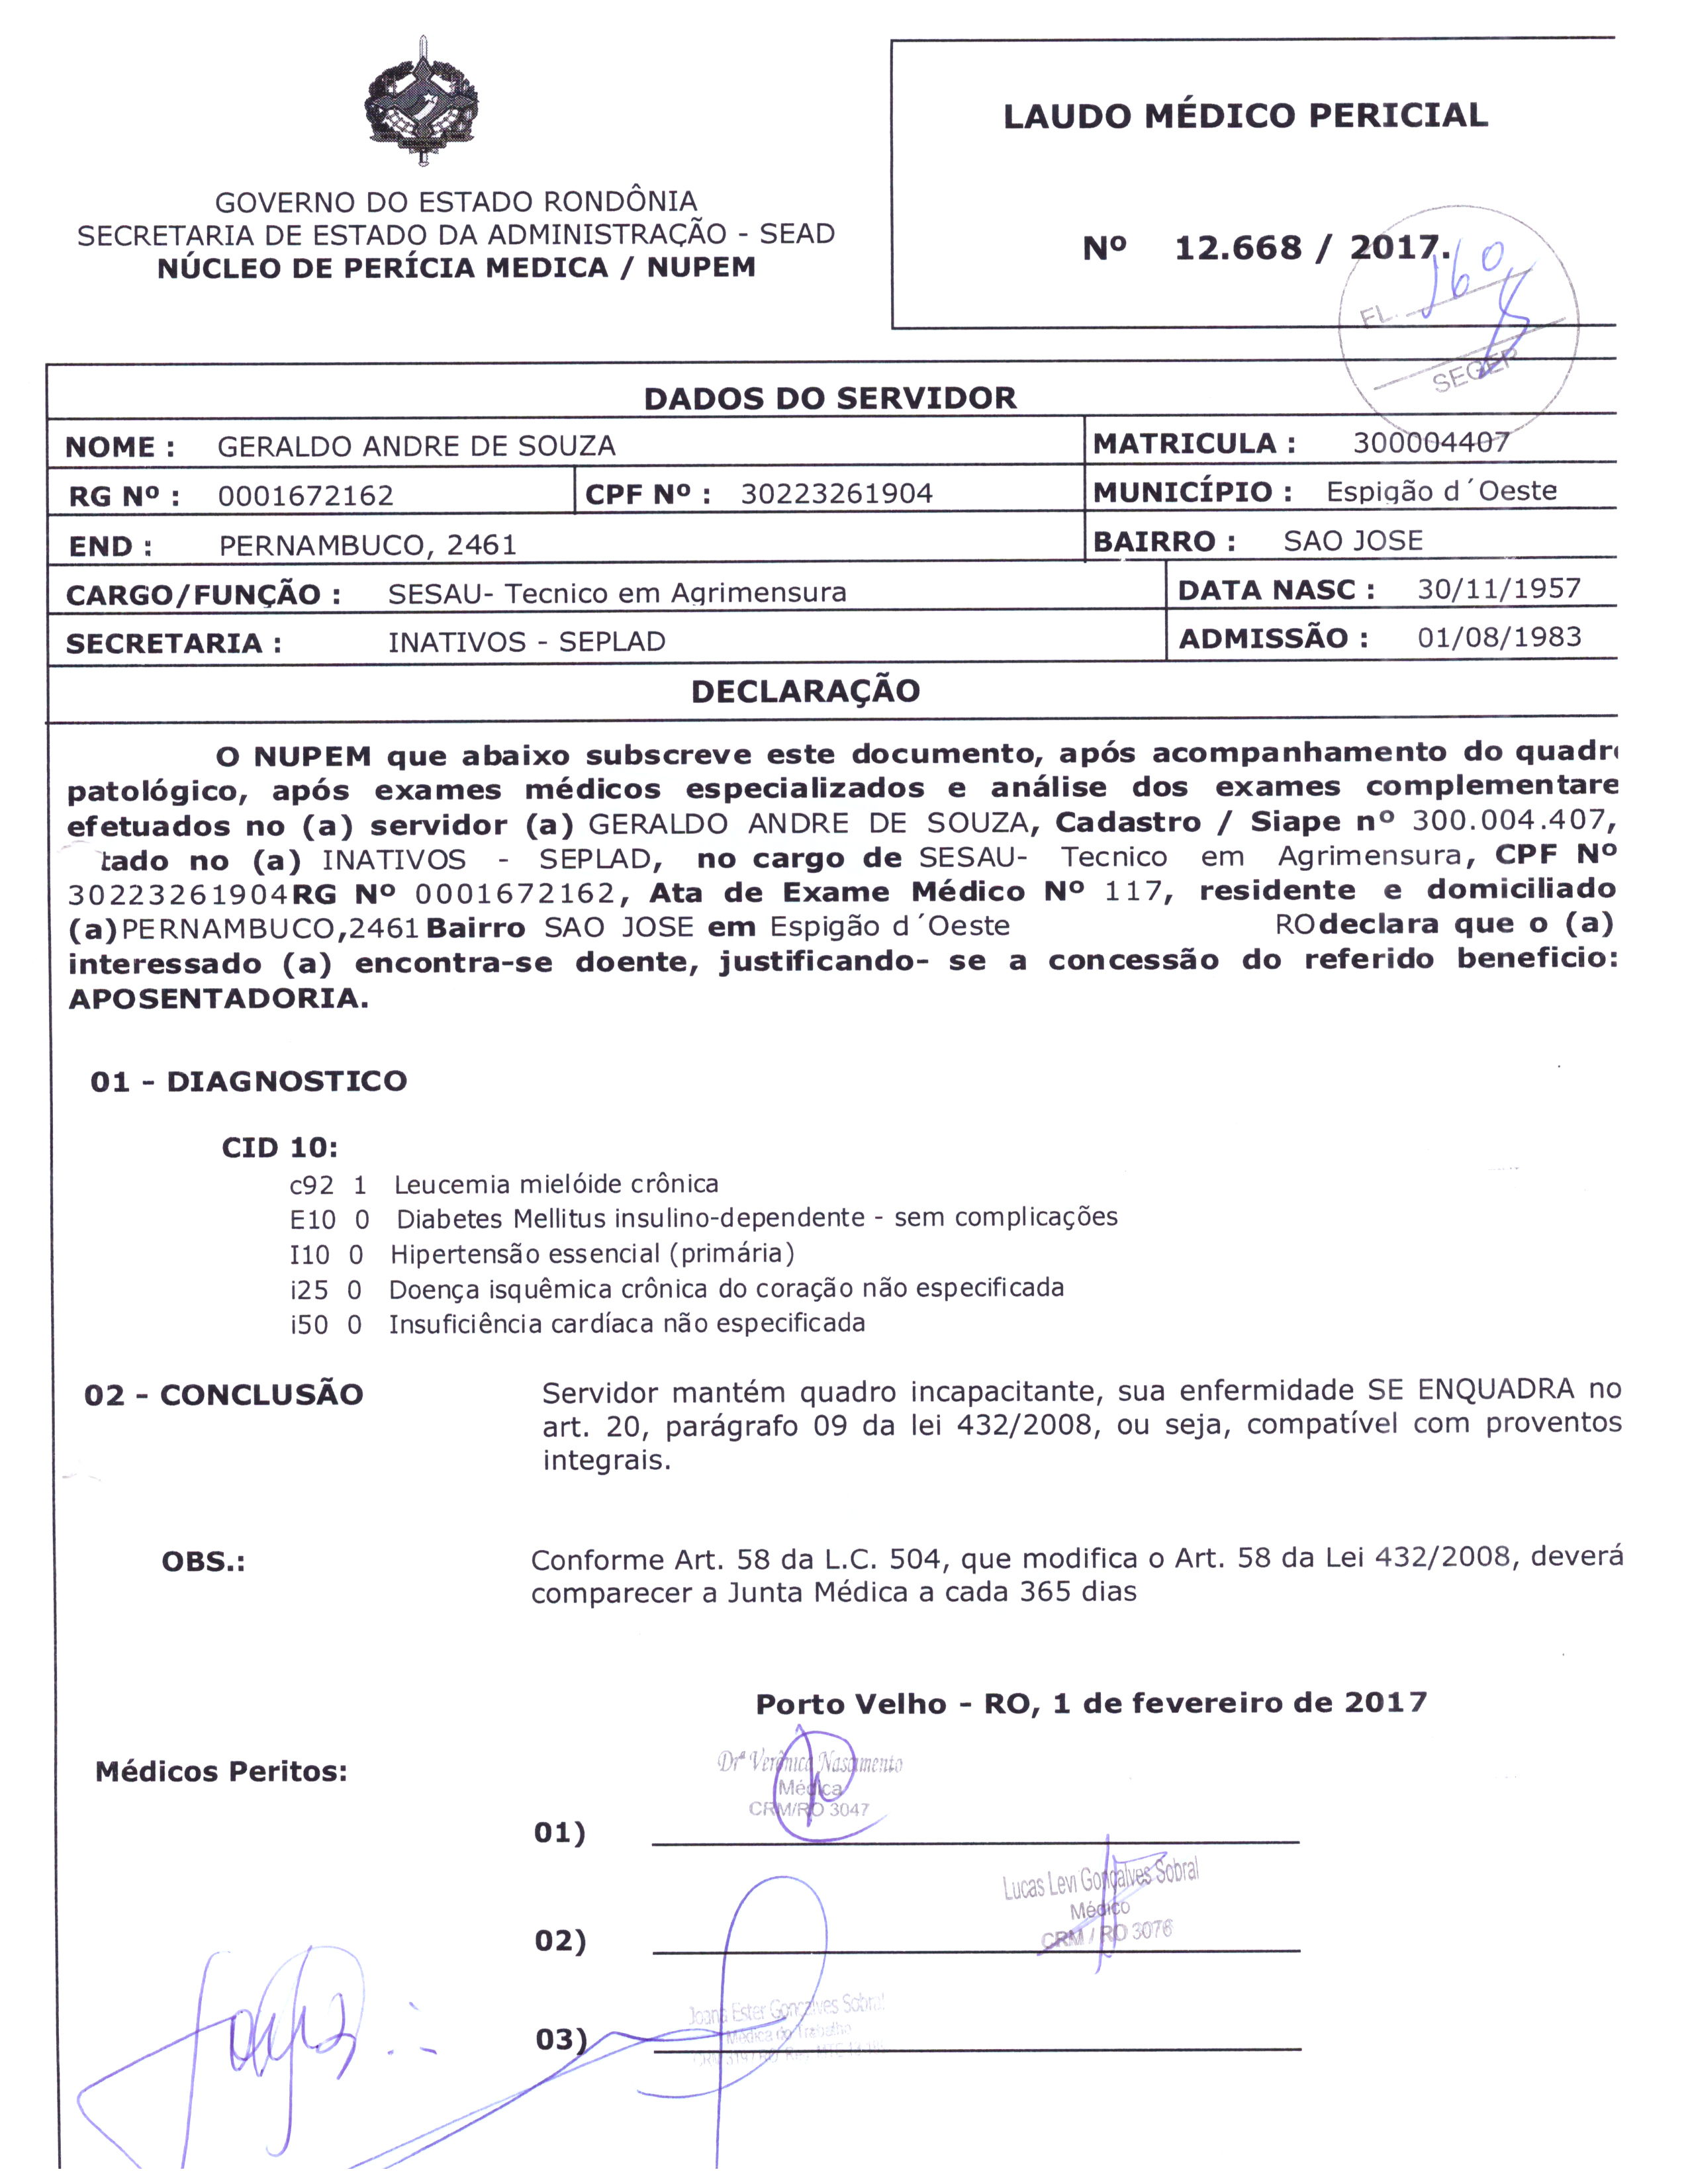 LAUDO MÉDICO PERICIAL
GOVERNO DO ESTADO RONDÔNIA
SECRETARIA DE ESTADO DA ADMINISTRAÇÃO - SEAD
NÚCLEO DE PERÍCIA MEDICA / NUPEM
Nº 12.668 / 2017.
FL. 160
SEGEP
DADOS DO SERVIDOR
NOME : GERALDO ANDRE DE SOUZA MATRICULA : 300004407
RG Nº : 0001672162 CPF Nº : 30223261904 MUNICÍPIO : Espigão d´Oeste
END : PERNAMBUCO, 2461 BAIRRO : SAO JOSE
CARGO/FUNÇÃO : SESAU- Tecnico em Agrimensura DATA NASC : 30/11/1957
SECRETARIA : INATIVOS - SEPLAD ADMISSÃO : 01/08/1983
DECLARAÇÃO
O NUPEM que abaixo subscreve este documento, após acompanhamento do quadr
patológico, após exames médicos especializados e análise dos exames complementare
efetuados no (a) servidor (a) GERALDO ANDRE DE SOUZA, Cadastro / Siape nº 300.004.407,
tado no (a) INATIVOS - SEPLAD, no cargo de SESAU- Tecnico em Agrimensura, CPF Nº
30223261904RG Nº 0001672162, Ata de Exame Médico Nº 117, residente e domiciliado
(a)PERNAMBUCO,2461Bairro SAO JOSE em Espigão d´Oeste ROdeclara que o (a)
interessado (a) encontra-se doente, justificando- se a concessão do referido beneficio:
APOSENTADORIA.
01 - DIAGNOSTICO
CID 10:
c92 1 Leucemia mielóide crônica
E10 0 Diabetes Mellitus insulino-dependente - sem complicações
I10 0 Hipertensão essencial (primária)
i25 0 Doença isquêmica crônica do coração não especificada
i50 0 Insuficiência cardíaca não especificada
02 - CONCLUSÃO Servidor mantém quadro incapacitante, sua enfermidade SE ENQUADRA no
art. 20, parágrafo 09 da lei 432/2008, ou seja, compatível com proventos
integrais.
OBS.: Conforme Art. 58 da L.C. 504, que modifica o Art. 58 da Lei 432/2008, deverá
comparecer a Junta Médica a cada 365 dias
Porto Velho - RO, 1 de fevereiro de 2017
Médicos Peritos:
Drª Verônica Nascimento
Médica
CRM/RO 3047
01)
Lucas Levi Gonçalves Sobral
Médico
CRM / RO 3076
02)
Joana Ester Gonçalves Sobral
Médica do Trabalho
03)